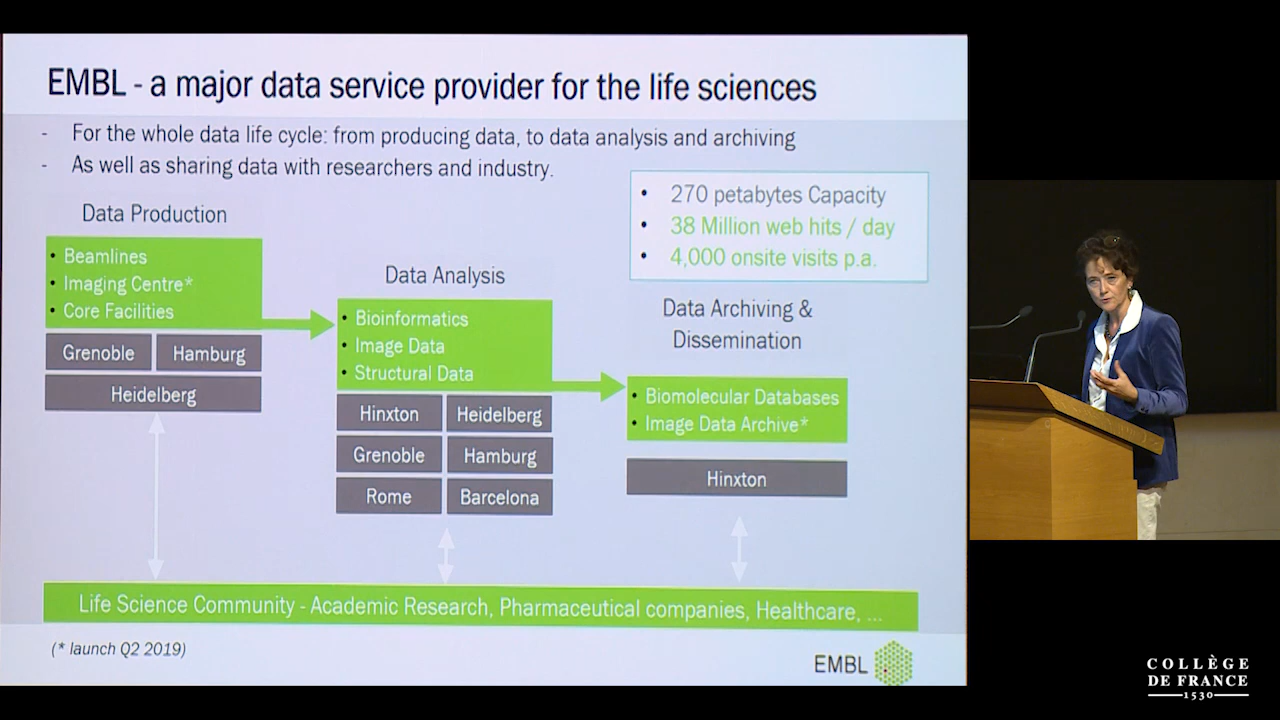 EMBL - a major data service provider for the life sciences
- For the whole data life cycle: from producing data, to data analysis and archiving
- As well as sharing data with researchers and industry.
• 270 petabytes Capacity
• 38 Million web hits / day
• 4,000 onsite visits p.a.
Data Production
• Beamlines
• Imaging Centre*
• Core Facilities
Grenoble
Hamburg
Heidelberg
Data Analysis
• Bioinformatics
• Image Data
• Structural Data
Hinxton
Heidelberg
Grenoble
Hamburg
Rome
Barcelona
Data Archiving &
Dissemination
• Biomolecular Databases
• Image Data Archive*
Hinxton
Life Science Community - Academic Research, Pharmaceutical companies, Healthcare, ...
(* launch Q2 2019)
EMBL
COLLÈGE
DE FRANCE
1530